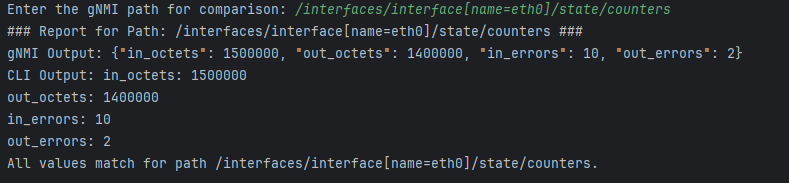 Enter the gNMI path for comparison: /interfaces/interface[name=eth0]/state/counters
### Report for Path: /interfaces/interface[name=eth0]/state/counters ###
gNMI Output: {"in_octets": 1500000, "out_octets": 1400000, "in_errors": 10, "out_errors": 2}
CLI Output: in_octets: 1500000
out_octets: 1400000
in_errors: 10
out_errors: 2
All values match for path /interfaces/interface[name=eth0]/state/counters.